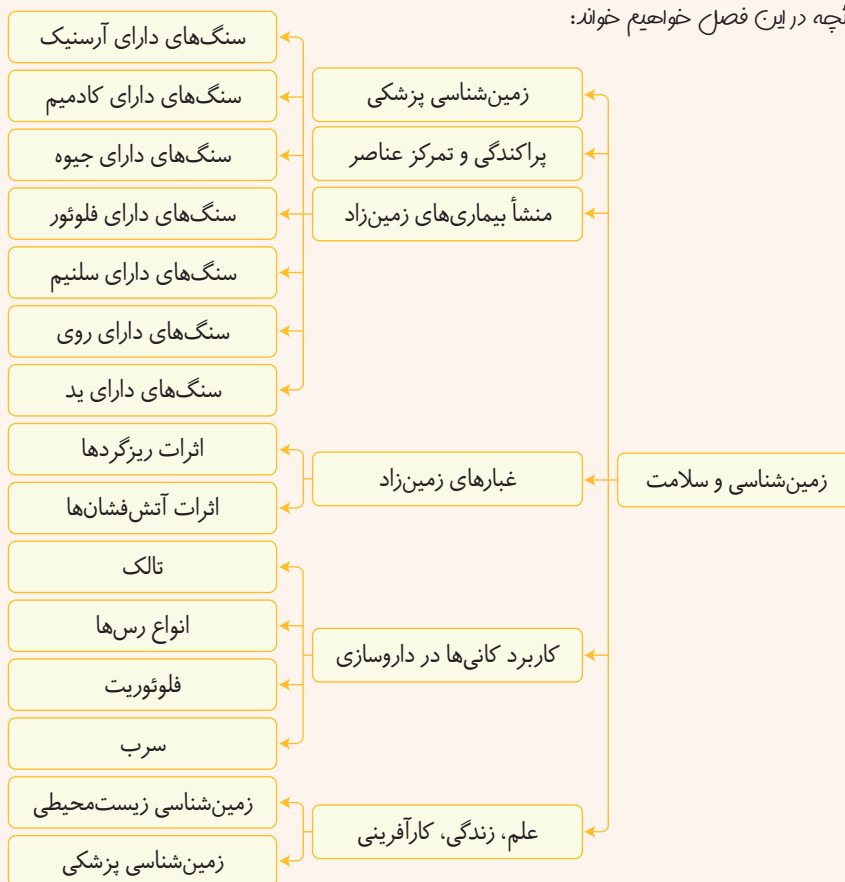 نچه در این فصل خواهیم خواند:
زمین‌شناسی و سلامت
زمین‌شناسی پزشکی
پراکندگی و تمرکز عناصر
منشأ بیماری‌های زمین‌زاد
سنگ‌های دارای آرسنیک
سنگ‌های دارای کادمیم
سنگ‌های دارای جیوه
سنگ‌های دارای فلوئور
سنگ‌های دارای سلنیم
سنگ‌های دارای روی
سنگ‌های دارای ید
غبارهای زمین‌زاد
اثرات ریزگردها
اثرات آتش‌فشان‌ها
کاربرد کانی‌ها در داروسازی
تالک
انواع رس‌ها
فلوئوریت
سرب
علم، زندگی، کارآفرینی
زمین‌شناسی زیست‌محیطی
زمین‌شناسی پزشکی